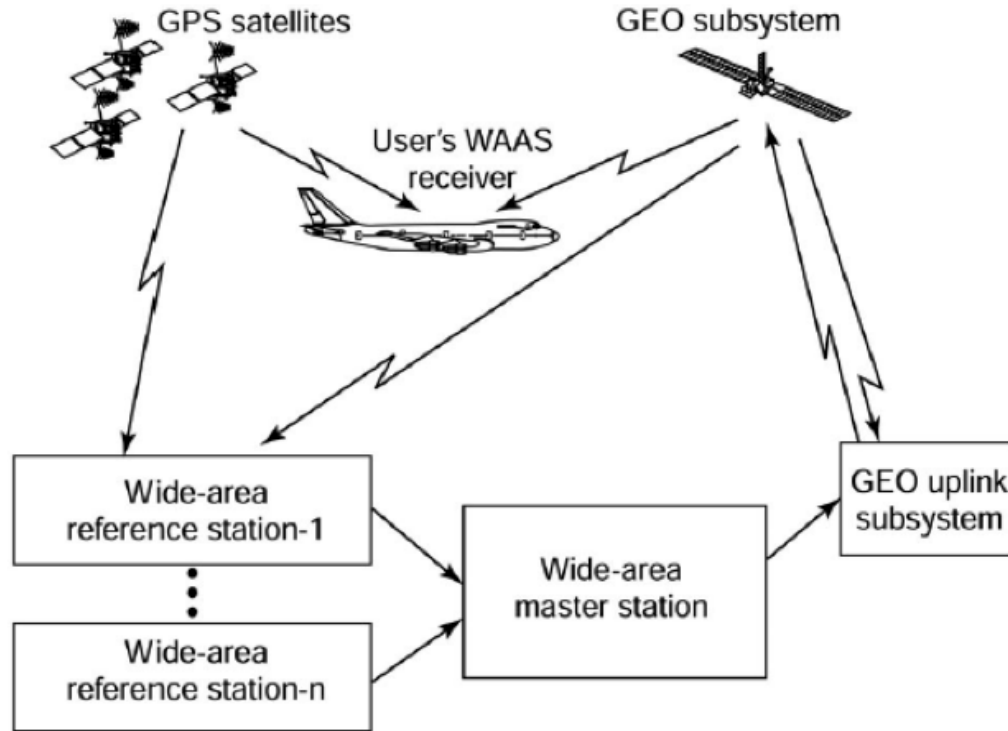 GPS satellites
GEO subsystem
User's WAAS
receiver
Wide-area
reference station-1
GEO uplink
subsystem
Wide-area
master station
Wide-area
reference station-n